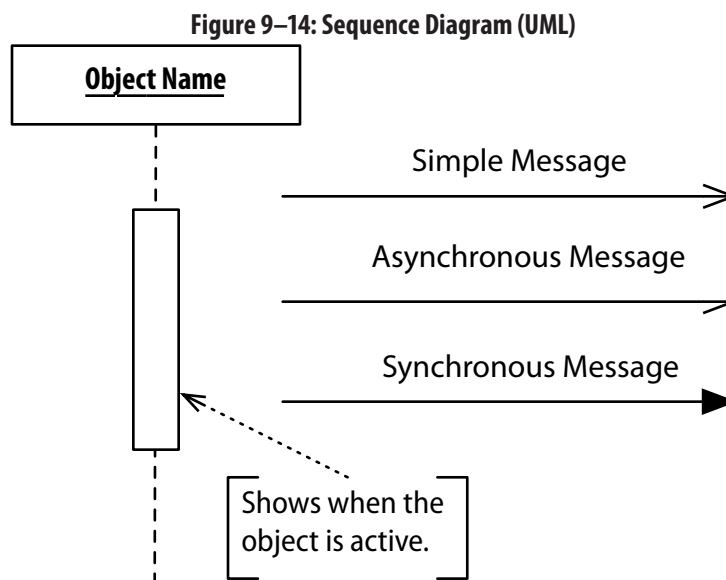 Figure 9–14: Sequence Diagram (UML)
Object Name
Simple Message
Asynchronous Message
Synchronous Message
Shows when the
object is active.